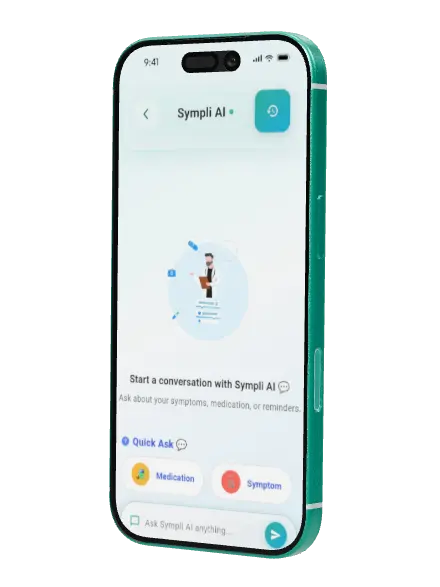 9:41
Sympli AI
Start a conversation with Sympli AI 💬
Ask about your symptoms, medication, or reminders.
Quick Ask 💬
Medication
Symptom
Ask Sympli AI anything...